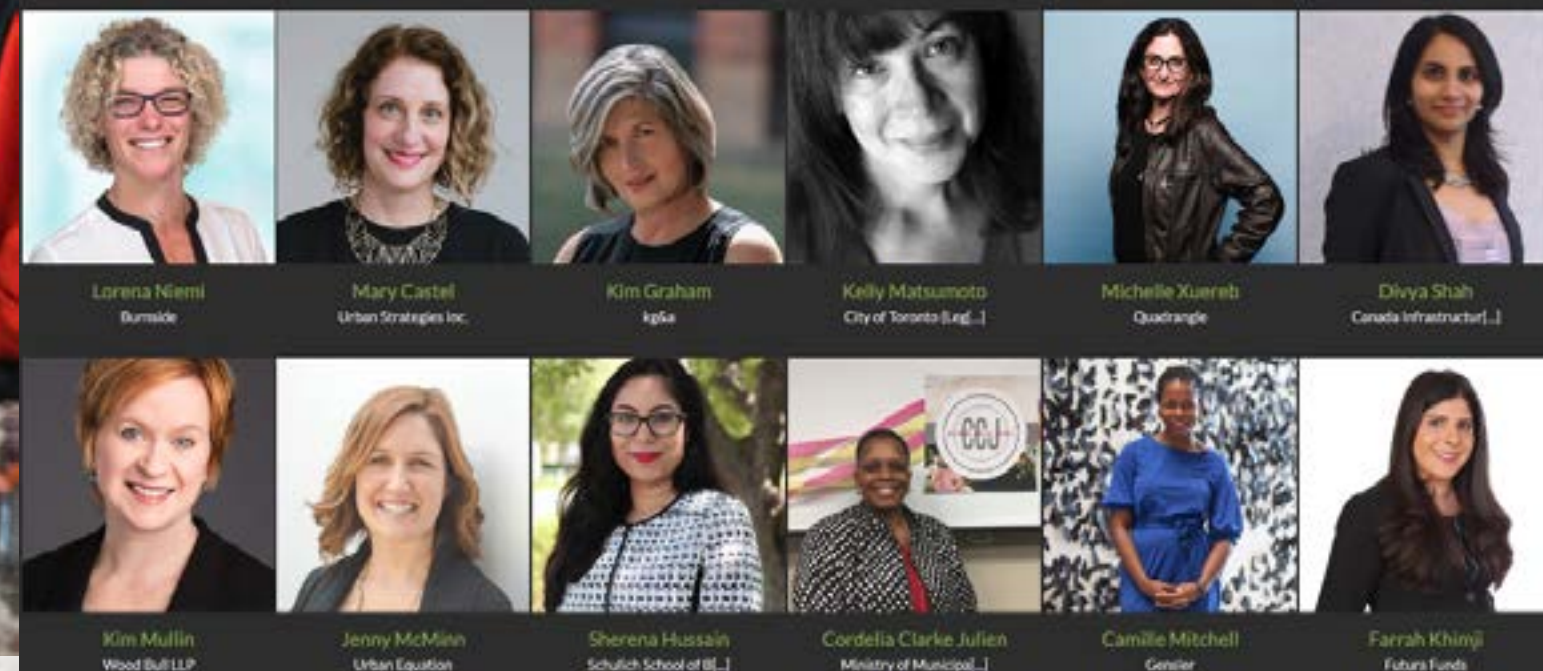 Lorena Niemi
Burnside
Mary Castel
Urban Strategies Inc.
Kim Graham
kg&a
Kelly Matsumoto
City of Toronto (Leg[...]
Michelle Xuereb
Quadrangle
Divya Shah
Canada Infrastructur[...]
CCJ
Kim Mullin
Wood Bull LLP
Jenny McMinn
Urban Equation
Sherena Hussain
Schulich School of B[...]
Cordelia Clarke Julien
Ministry of Municipal[...]
Camille Mitchell
Gensler
Farrah Khimji
Futura Funds